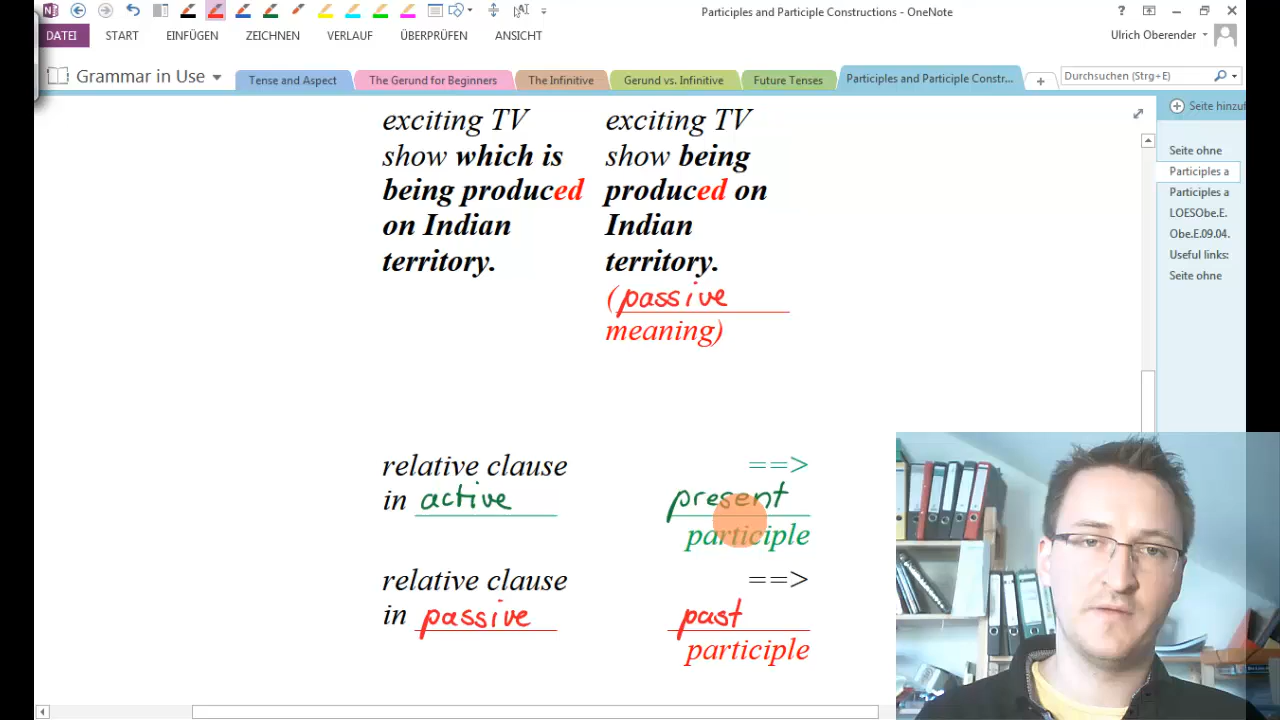 Participles and Participle Constructions - OneNote
DATEI START EINFÜGEN ZEICHNEN VERLAUF ÜBERPRÜFEN ANSICHT
Ulrich Oberender
Grammar in Use
Tense and Aspect
The Gerund for Beginners
The Infinitive
Gerund vs. Infinitive
Future Tenses
Participles and Participle Constr...
Durchsuchen (Strg+E)
exciting TV
show which is
being produced
on Indian
territory.
exciting TV
show being
produced on
Indian
territory.
(passive
meaning)
relative clause
in active
==>
present
participle
relative clause
in passive
==>
past
participle
Seite hinzuf
Seite ohne
Participles a
Participles a
LOESObe.E.
Obe.E.09.04.
Useful links:
Seite ohne